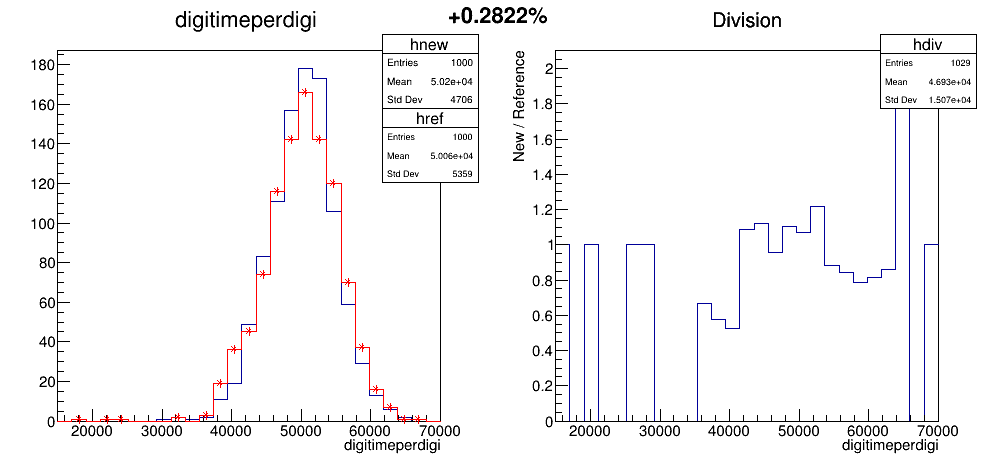 digitimeperdigi
+0.2822%
Division
hnew
Entries 1000
Mean 5.02e+04
Std Dev 4706
href
Entries 1000
Mean 5.006e+04
Std Dev 5359
180
160
140
120
100
80
60
40
20
0
20000 30000 40000 50000 60000 70000
digitimeperdigi
New / Reference
hdiv
Entries 1029
Mean 4.693e+04
Std Dev 1.507e+04
2
1.8
1.6
1.4
1.2
1
0.8
0.6
0.4
0.2
0
20000 30000 40000 50000 60000 70000
digitimeperdigi